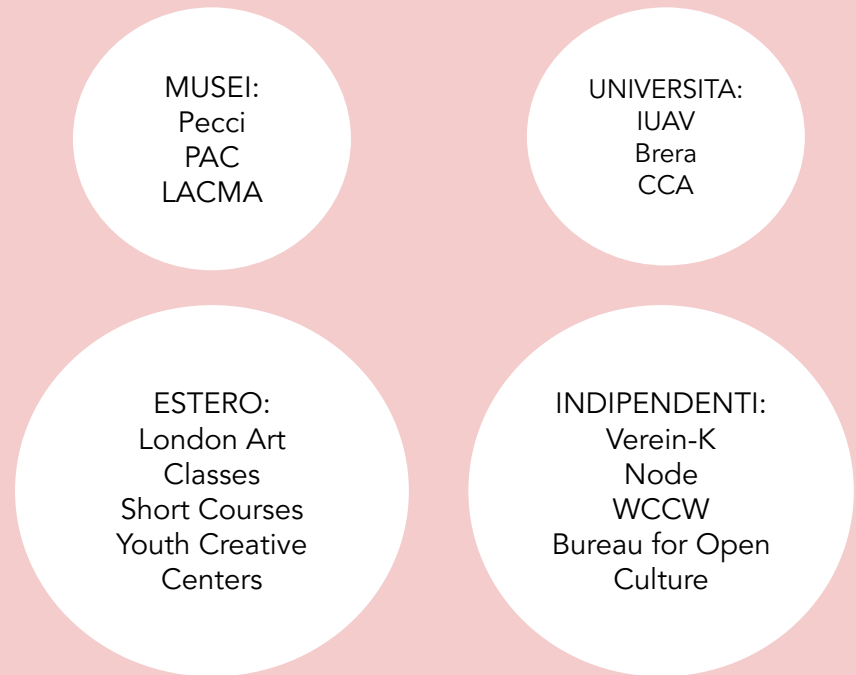 MUSEI:
Pecci
PAC
LACMA
UNIVERSITA:
IUAV
Brera
CCA
ESTERO:
London Art
Classes
Short Courses
Youth Creative
Centers
INDIPENDENTI:
Verein-K
Node
WCCW
Bureau for Open
Culture